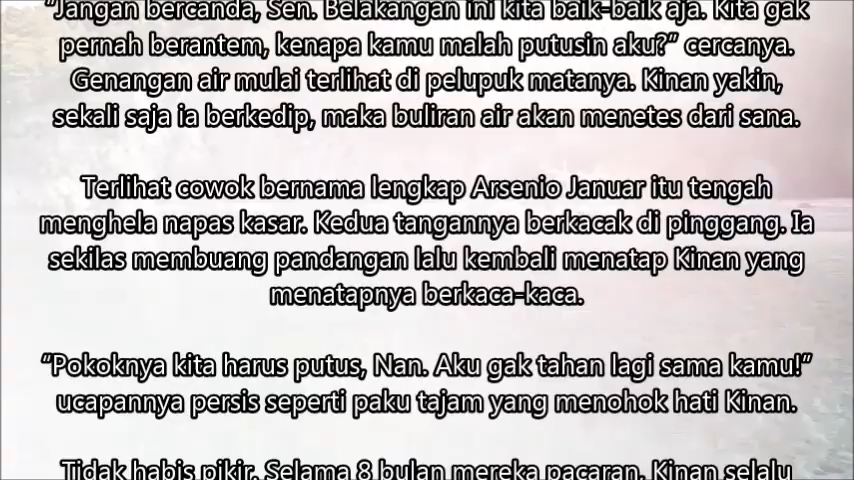 “Jangan bercanda, Sen. Belakangan ini kita baik-baik aja. Kita gak
pernah berantem, kenapa kamu malah putusin aku?” cercanya.
Genangan air mulai terlihat di pelupuk matanya. Kinan yakin,
sekali saja ia berkedip, maka buliran air akan menetes dari sana.
Terlihat cowok bernama lengkap Arsenio Januar itu tengah
menghela napas kasar. Kedua tangannya berkacak di pinggang. Ia
sekilas membuang pandangan lalu kembali menatap Kinan yang
menatapnya berkaca-kaca.
“Pokoknya kita harus putus, Nan. Aku gak tahan lagi sama kamu!”
ucapannya persis seperti paku tajam yang menohok hati Kinan.
Tidak habis pikir. Selama 8 bulan mereka pacaran, Kinan selalu